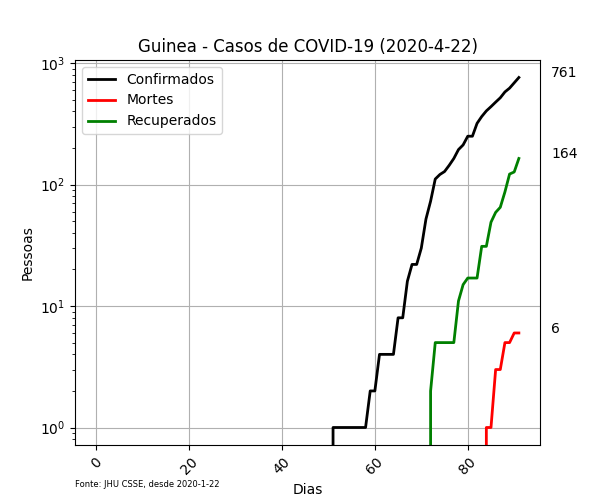 Guinea - Casos de COVID-19 (2020-4-22)
Confirmados
Mortes
Recuperados
761
164
6
10³
10²
10¹
10⁰
Pessoas
0
20
40
60
80
Dias
Fonte: JHU CSSE, desde 2020-1-22